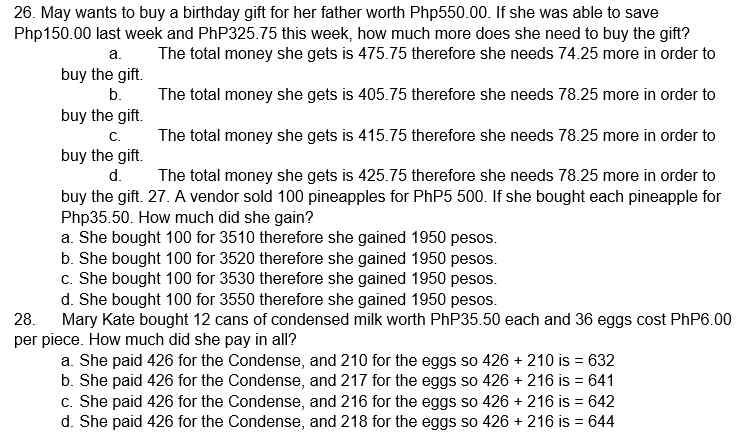 26. May wants to buy a birthday gift for her father worth Php550.00. If she was able to save
Php150.00 last week and PhP325.75 this week, how much more does she need to buy the gift?
a. The total money she gets is 475.75 therefore she needs 74.25 more in order to
buy the gift.
b. The total money she gets is 405.75 therefore she needs 78.25 more in order to
buy the gift.
c. The total money she gets is 415.75 therefore she needs 78.25 more in order to
buy the gift.
d. The total money she gets is 425.75 therefore she needs 78.25 more in order to
buy the gift. 27. A vendor sold 100 pineapples for PhP5 500. If she bought each pineapple for
Php35.50. How much did she gain?
a. She bought 100 for 3510 therefore she gained 1950 pesos.
b. She bought 100 for 3520 therefore she gained 1950 pesos.
c. She bought 100 for 3530 therefore she gained 1950 pesos.
d. She bought 100 for 3550 therefore she gained 1950 pesos.
28. Mary Kate bought 12 cans of condensed milk worth PhP35.50 each and 36 eggs cost PhP6.00
per piece. How much did she pay in all?
a. She paid 426 for the Condense, and 210 for the eggs so 426 + 210 is = 632
b. She paid 426 for the Condense, and 217 for the eggs so 426 + 216 is = 641
c. She paid 426 for the Condense, and 216 for the eggs so 426 + 216 is = 642
d. She paid 426 for the Condense, and 218 for the eggs so 426 + 216 is = 644